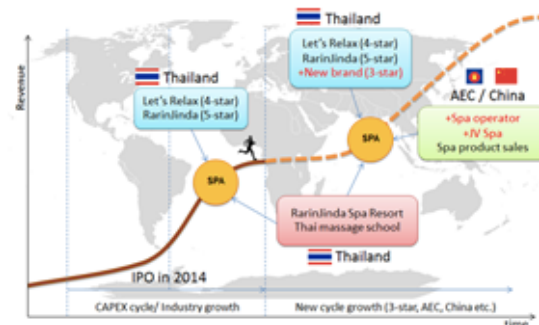 Thailand
Let's Relax (4-star)
RarinJinda (5-star)
+New brand (3-star)
Thailand
Let's Relax (4-star)
RarinJinda (5-star)
AEC / China
+Spa operator
+JV Spa
Spa product sales
SPA
SPA
RarinJinda Spa Resort
Thai massage school
Thailand
IPO in 2014
CAPEX cycle/ Industry growth
New cycle growth (3-star, AEC, China etc.)
Revenue
time